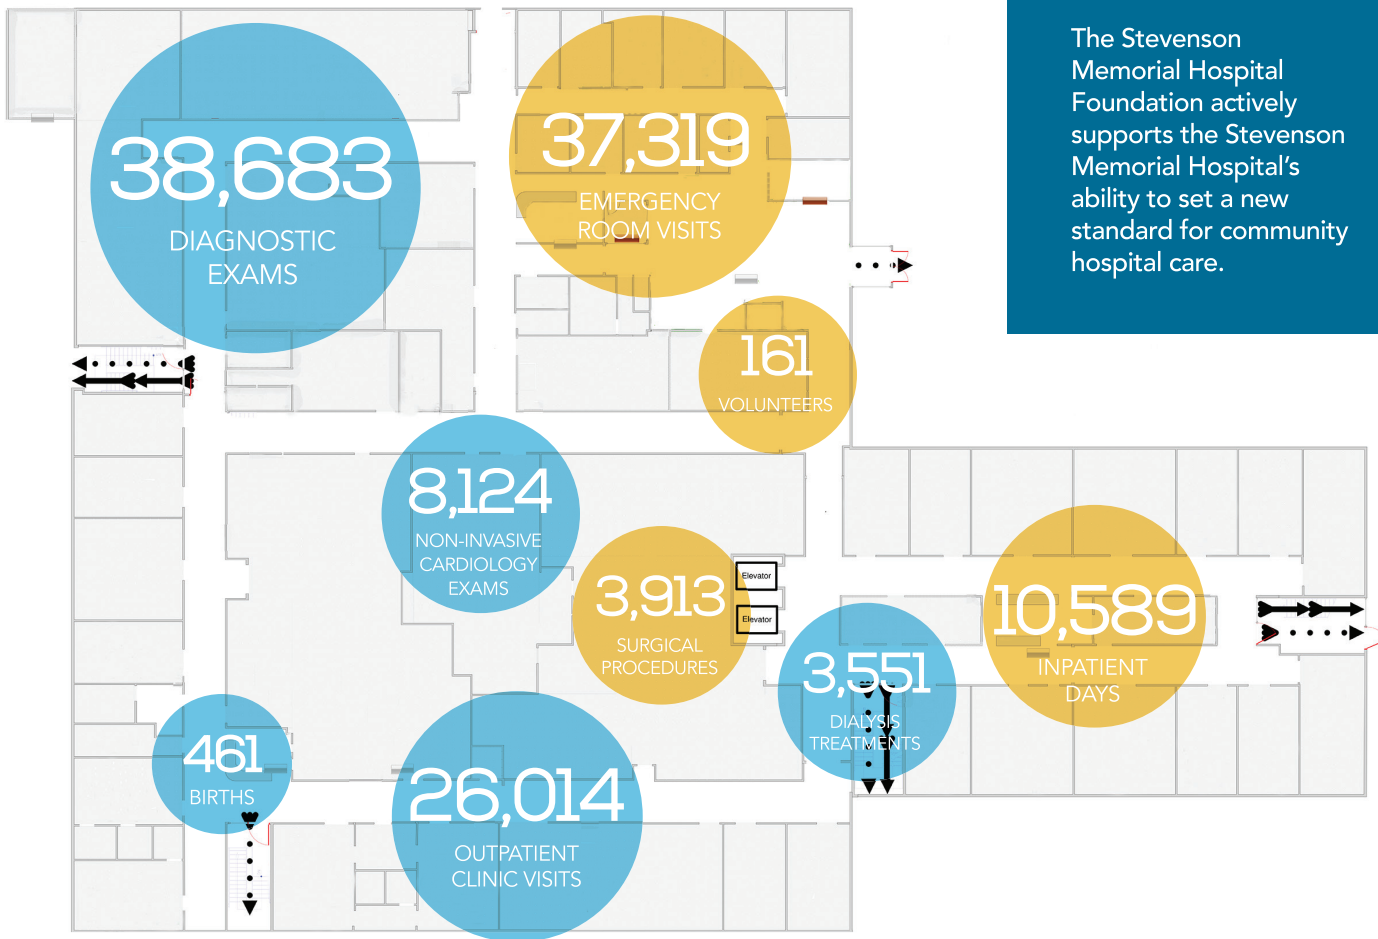 38,683
DIAGNOSTIC
EXAMS
37,319
EMERGENCY
ROOM VISITS
The Stevenson
Memorial Hospital
Foundation actively
supports the Stevenson
Memorial Hospital’s
ability to set a new
standard for community
hospital care.
161
VOLUNTEERS
8,124
NON-INVASIVE
CARDIOLOGY
EXAMS
3,913
SURGICAL
PROCEDURES
Elevator
Elevator
10,589
INPATIENT
DAYS
3,551
DIALYSIS
TREATMENTS
461
BIRTHS
26,014
OUTPATIENT
CLINIC VISITS